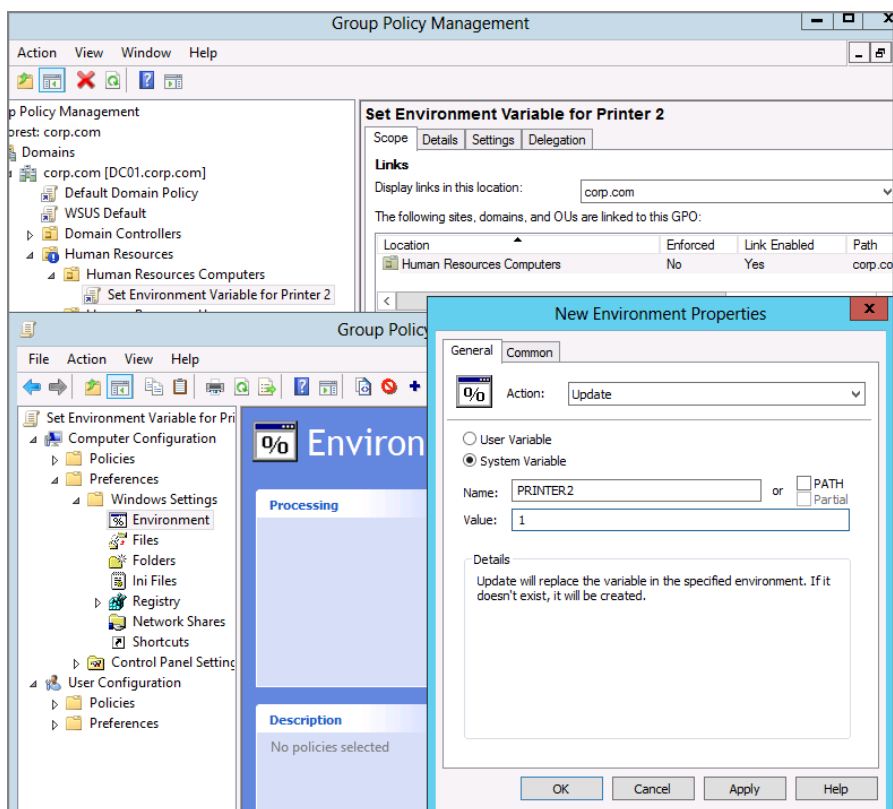 Group Policy Management
Action View Window Help
p Policy Management
orest: corp.com
Domains
corp.com [DC01.corp.com]
Default Domain Policy
WSUS Default
Domain Controllers
Human Resources
Human Resources Computers
Set Environment Variable for Printer 2
Set Environment Variable for Printer 2
Scope Details Settings Delegation
Links
Display links in this location: corp.com
The following sites, domains, and OUs are linked to this GPO:
Location Enforced Link Enabled Path
Human Resources Computers No Yes corp.co
Group Policy
File Action View Help
Set Environment Variable for Pri
Computer Configuration
Policies
Preferences
Windows Settings
Environment
Files
Folders
Ini Files
Registry
Network Shares
Shortcuts
Control Panel Setting
User Configuration
Policies
Preferences
Environ
Processing
Description
No policies selected
New Environment Properties
General Common
Action: Update
User Variable
System Variable
Name: PRINTER2 or PATH
Partial
Value: 1
Details
Update will replace the variable in the specified environment. If it
doesn't exist, it will be created.
OK Cancel Apply Help